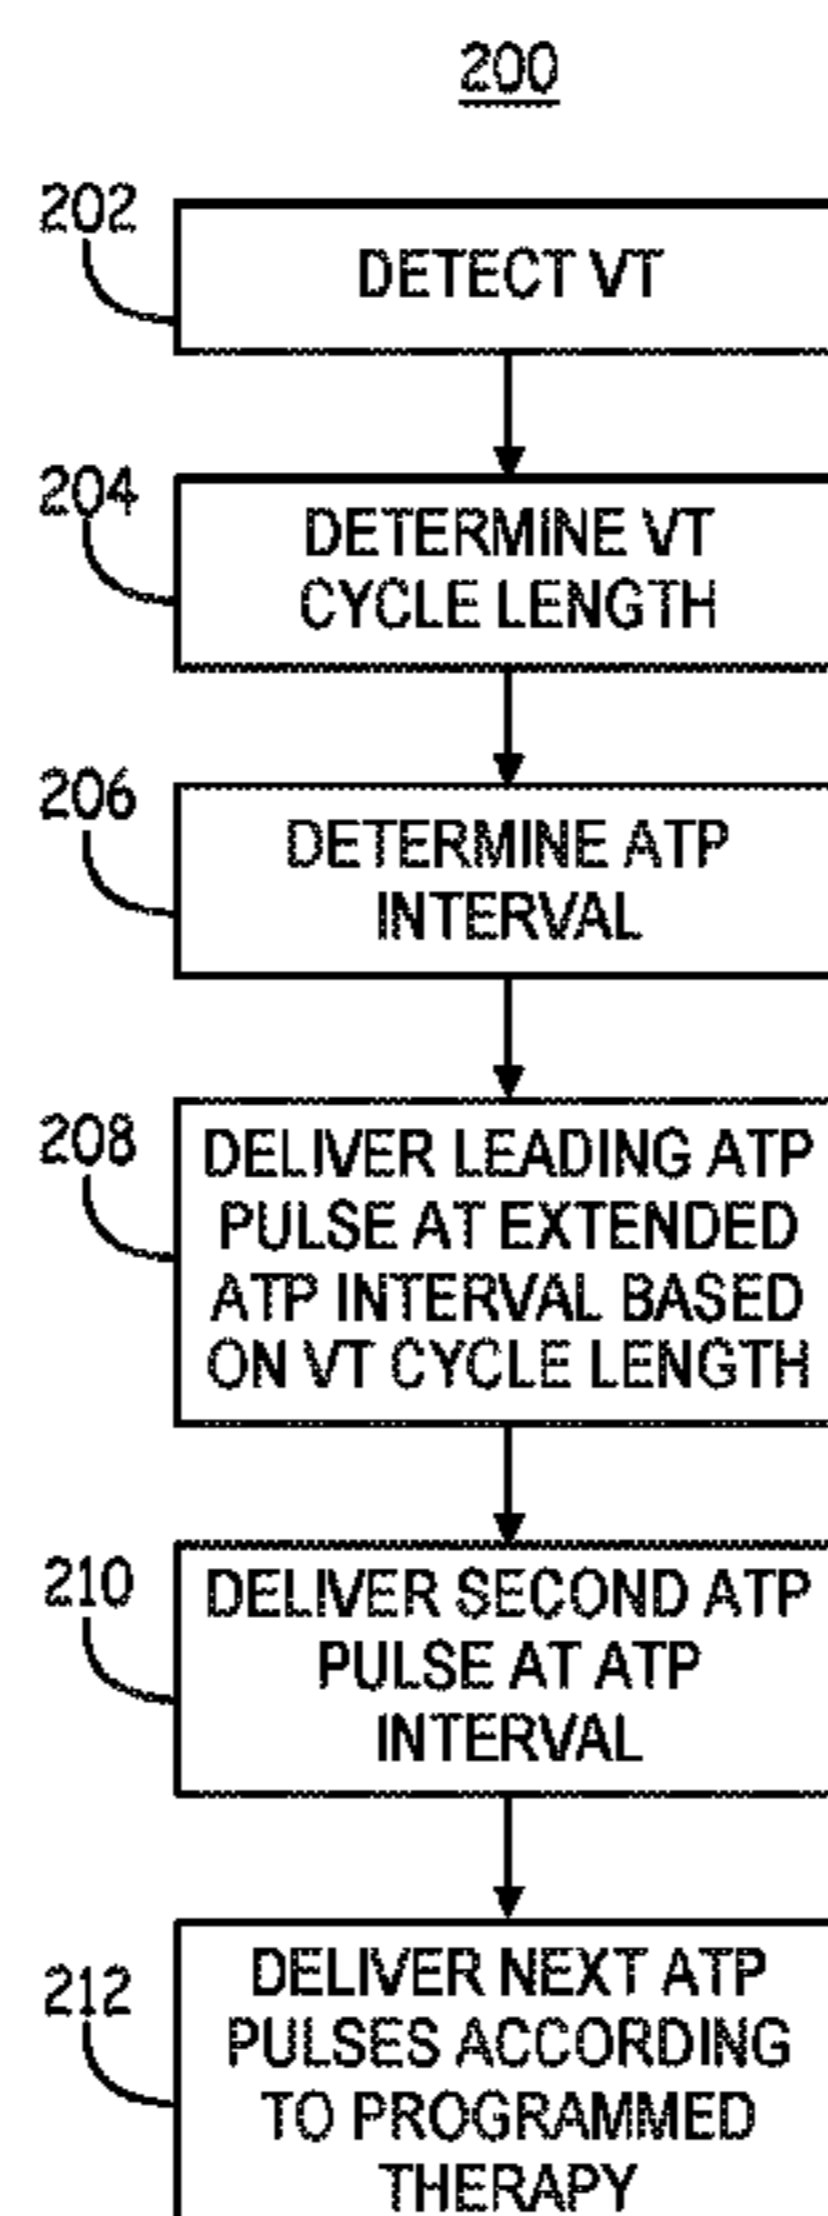 200
202
DETECT VT
204
DETERMINE VT
CYCLE LENGTH
206
DETERMINE ATP
INTERVAL
208
DELIVER LEADING ATP
PULSE AT EXTENDED
ATP INTERVAL BASED
ON VT CYCLE LENGTH
210
DELIVER SECOND ATP
PULSE AT ATP
INTERVAL
212
DELIVER NEXT ATP
PULSES ACCORDING
TO PROGRAMMED
THERAPY